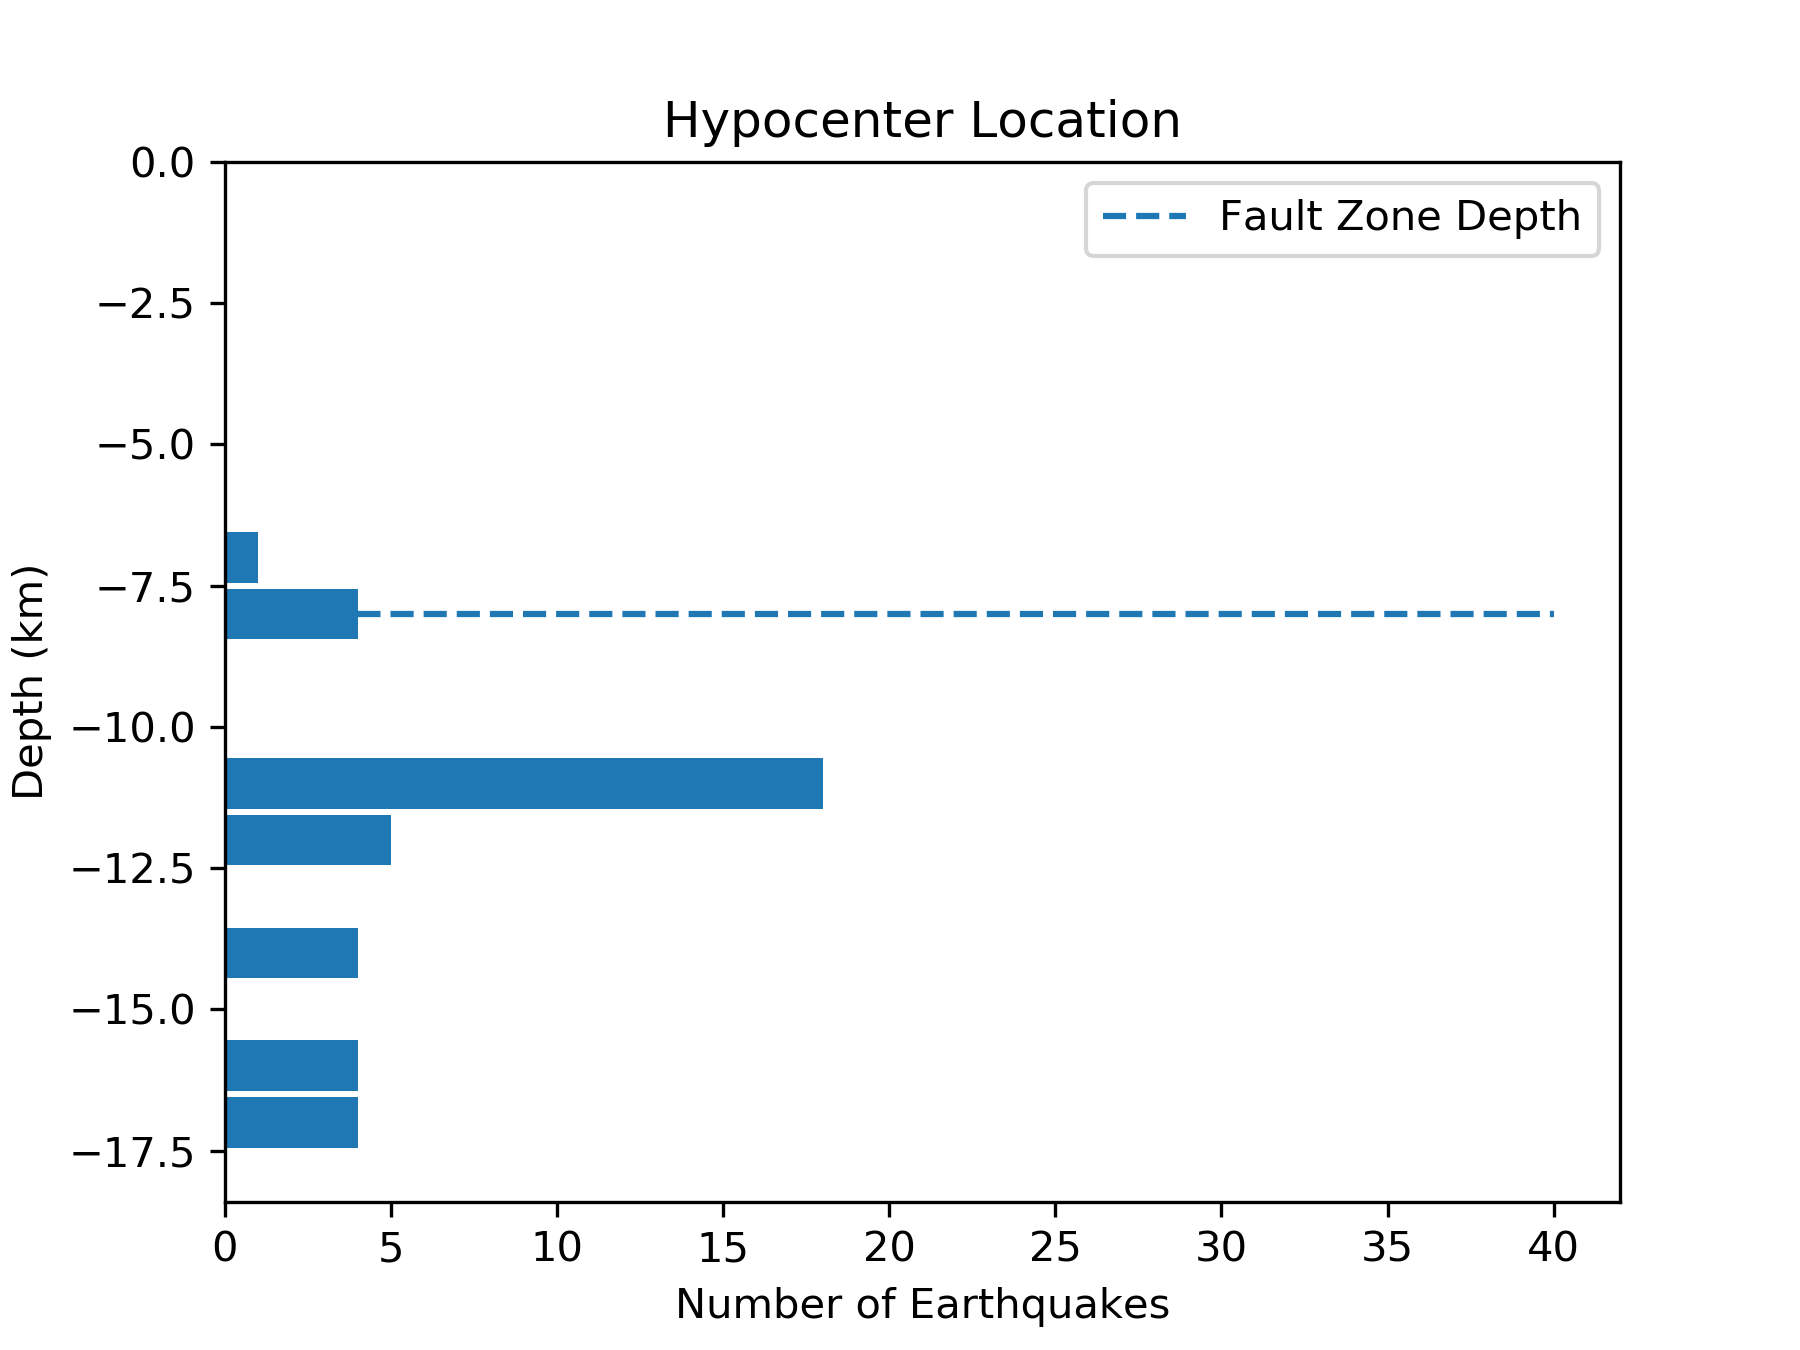 Hypocenter Location
Fault Zone Depth
0.0
−2.5
−5.0
−7.5
−10.0
−12.5
−15.0
−17.5
Depth (km)
0 5 10 15 20 25 30 35 40
Number of Earthquakes